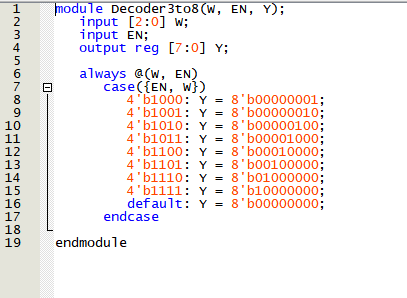 1 module Decoder3to8(W, EN, Y);
2    input [2:0] W;
3    input EN;
4    output reg [7:0] Y;
5
6    always @(W, EN)
7       case({EN, W})
8          4'b1000: Y = 8'b00000001;
9          4'b1001: Y = 8'b00000010;
10          4'b1010: Y = 8'b00000100;
11          4'b1011: Y = 8'b00001000;
12          4'b1100: Y = 8'b00010000;
13          4'b1101: Y = 8'b00100000;
14          4'b1110: Y = 8'b01000000;
15          4'b1111: Y = 8'b10000000;
16          default: Y = 8'b00000000;
17       endcase
18
19 endmodule